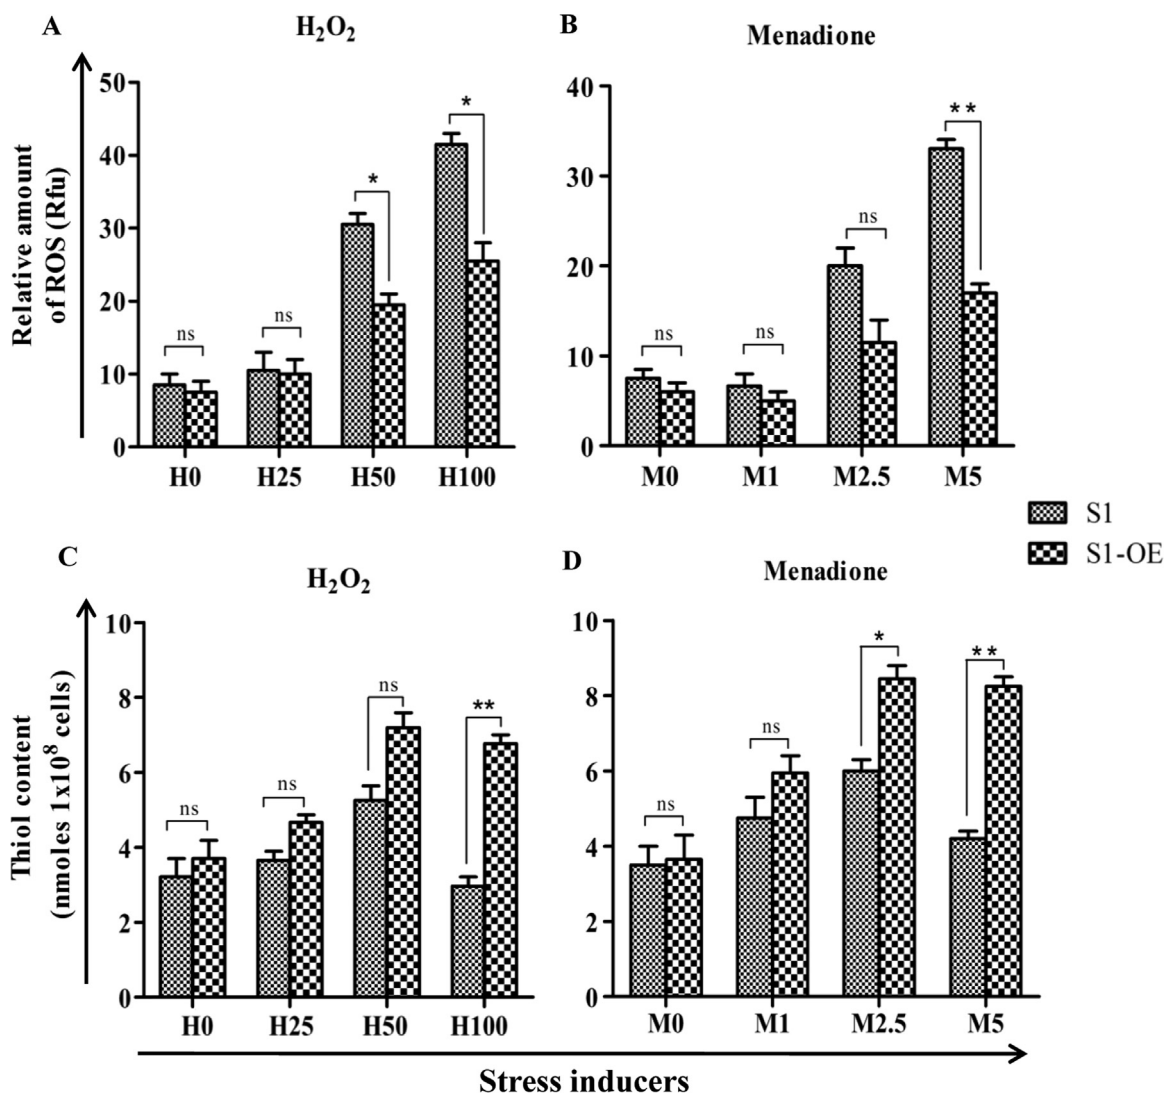 A
H₂O₂
Relative amount
of ROS (Rfu)
50
40
30
20
10
0
ns
ns
*
*
H0 H25 H50 H100
B
Menadione
40
30
20
10
0
ns
ns
ns
**
M0 M1 M2.5 M5
S1
S1-OE
C
H₂O₂
Thiol content
(nmoles 1x10⁸ cells)
10
8
6
4
2
0
ns
ns
ns
**
H0 H25 H50 H100
D
Menadione
10
8
6
4
2
0
ns
ns
*
**
M0 M1 M2.5 M5
Stress inducers